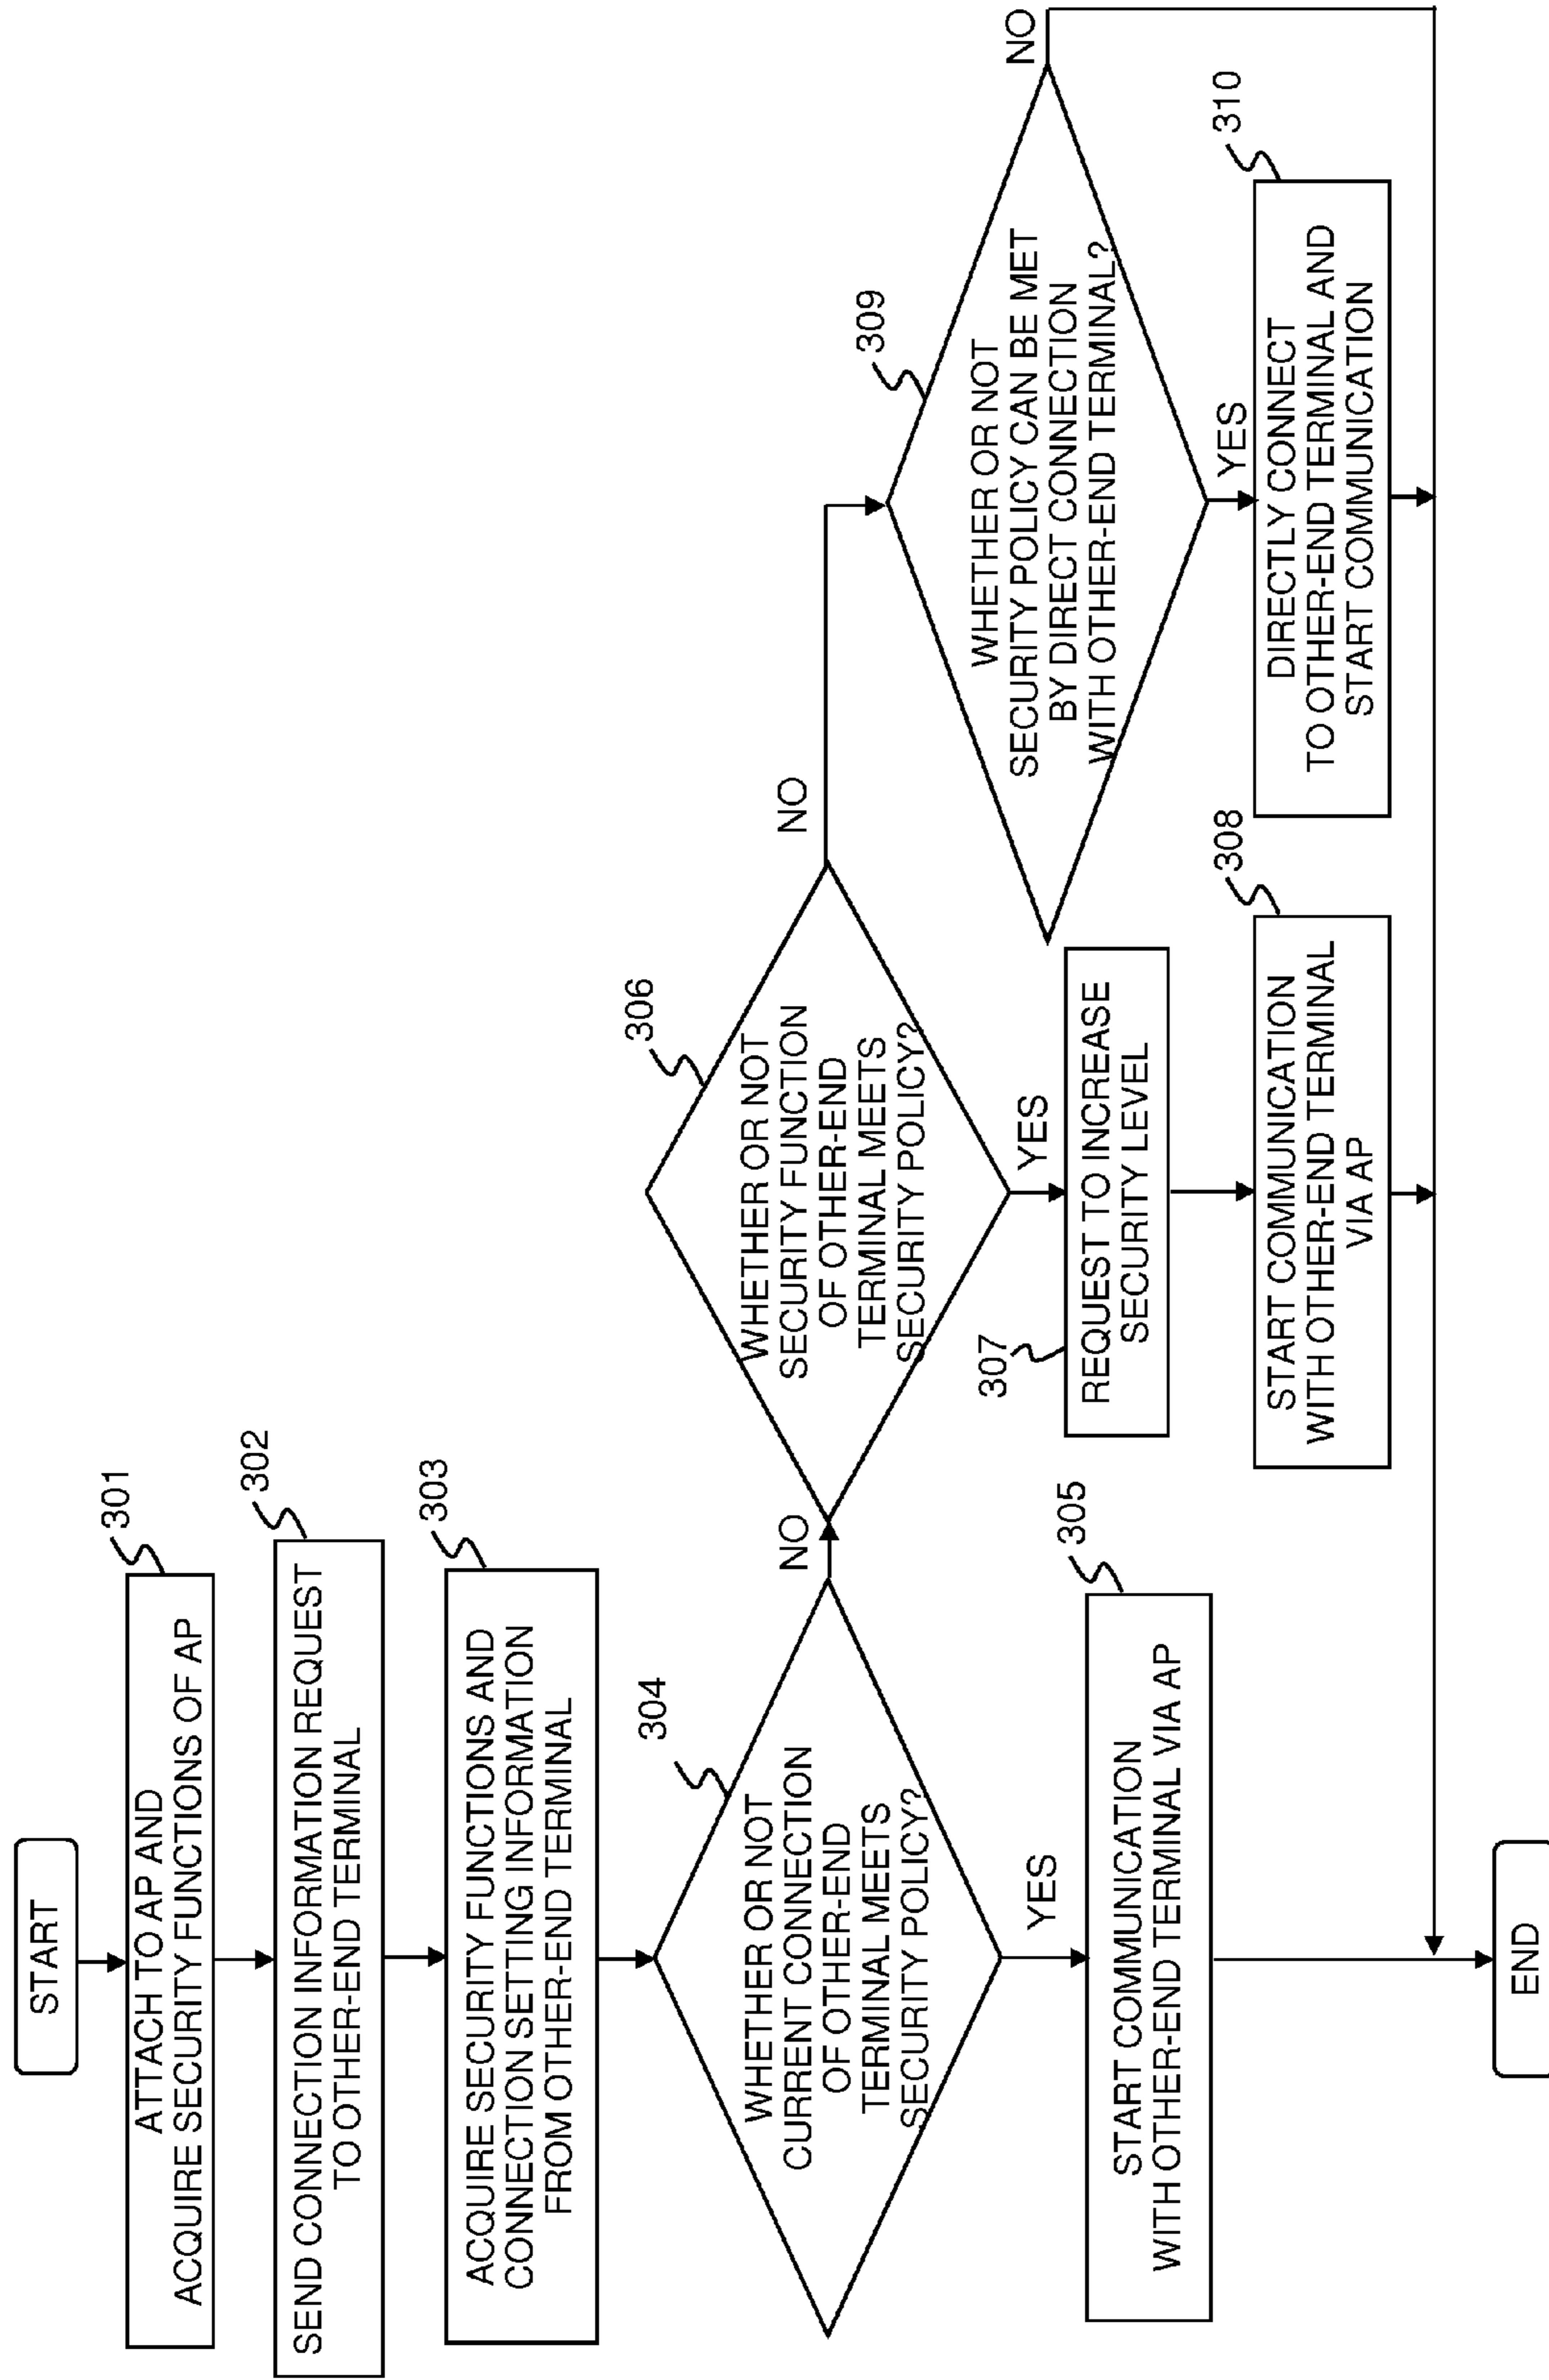 START
301
ATTACH TO AP AND
ACQUIRE SECURITY FUNCTIONS OF AP
302
SEND CONNECTION INFORMATION REQUEST
TO OTHER-END TERMINAL
303
ACQUIRE SECURITY FUNCTIONS AND
CONNECTION SETTING INFORMATION
FROM OTHER-END TERMINAL
304
WHETHER OR NOT
CURRENT CONNECTION
OF OTHER-END
TERMINAL MEETS
SECURITY POLICY?
NO
YES
305
START COMMUNICATION
WITH OTHER-END TERMINAL VIA AP
306
WHETHER OR NOT
SECURITY FUNCTION
OF OTHER-END
TERMINAL MEETS
SECURITY POLICY?
NO
YES
307
REQUEST TO INCREASE
SECURITY LEVEL
308
START COMMUNICATION
WITH OTHER-END TERMINAL
VIA AP
309
WHETHER OR NOT
SECURITY POLICY CAN BE MET
BY DIRECT CONNECTION
WITH OTHER-END TERMINAL?
NO
YES
310
DIRECTLY CONNECT
TO OTHER-END TERMINAL AND
START COMMUNICATION
END